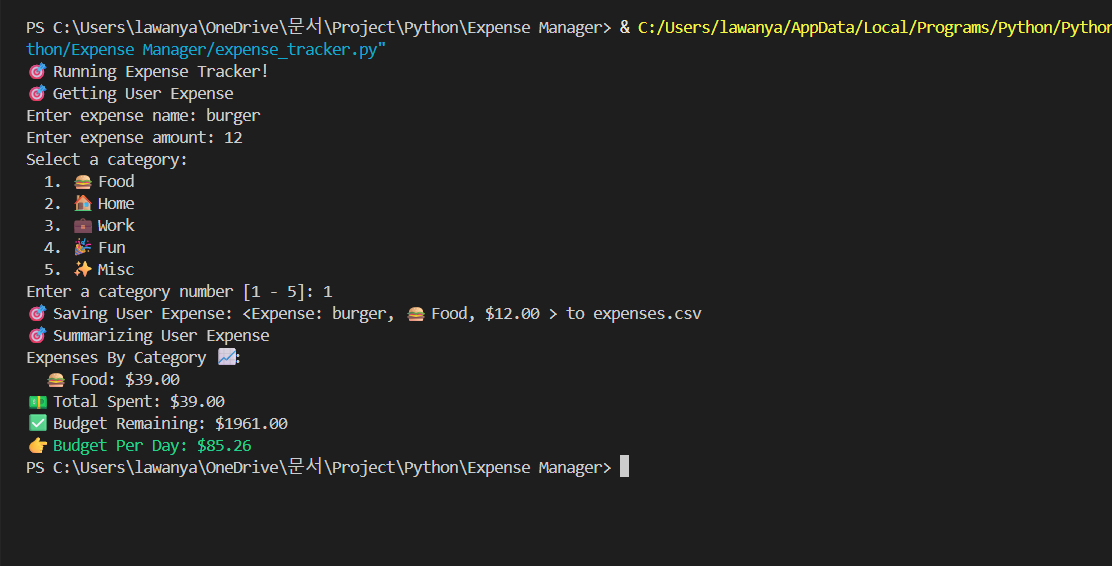 PS C:\Users\lawanya\OneDrive\문서\Project\Python\Expense Manager> & C:/Users/lawanya/AppData/Local/Programs/Python/Python
thon/Expense Manager/expense_tracker.py"
🎯 Running Expense Tracker!
🎯 Getting User Expense
Enter expense name: burger
Enter expense amount: 12
Select a category:
1. 🍔 Food
2. 🏠 Home
3. 💼 Work
4. 🎉 Fun
5. ✨ Misc
Enter a category number [1 - 5]: 1
🎯 Saving User Expense: <Expense: burger, 🍔 Food, $12.00 > to expenses.csv
🎯 Summarizing User Expense
Expenses By Category 📈:
🍔 Food: $39.00
💵 Total Spent: $39.00
✅ Budget Remaining: $1961.00
👉 Budget Per Day: $85.26
PS C:\Users\lawanya\OneDrive\문서\Project\Python\Expense Manager>